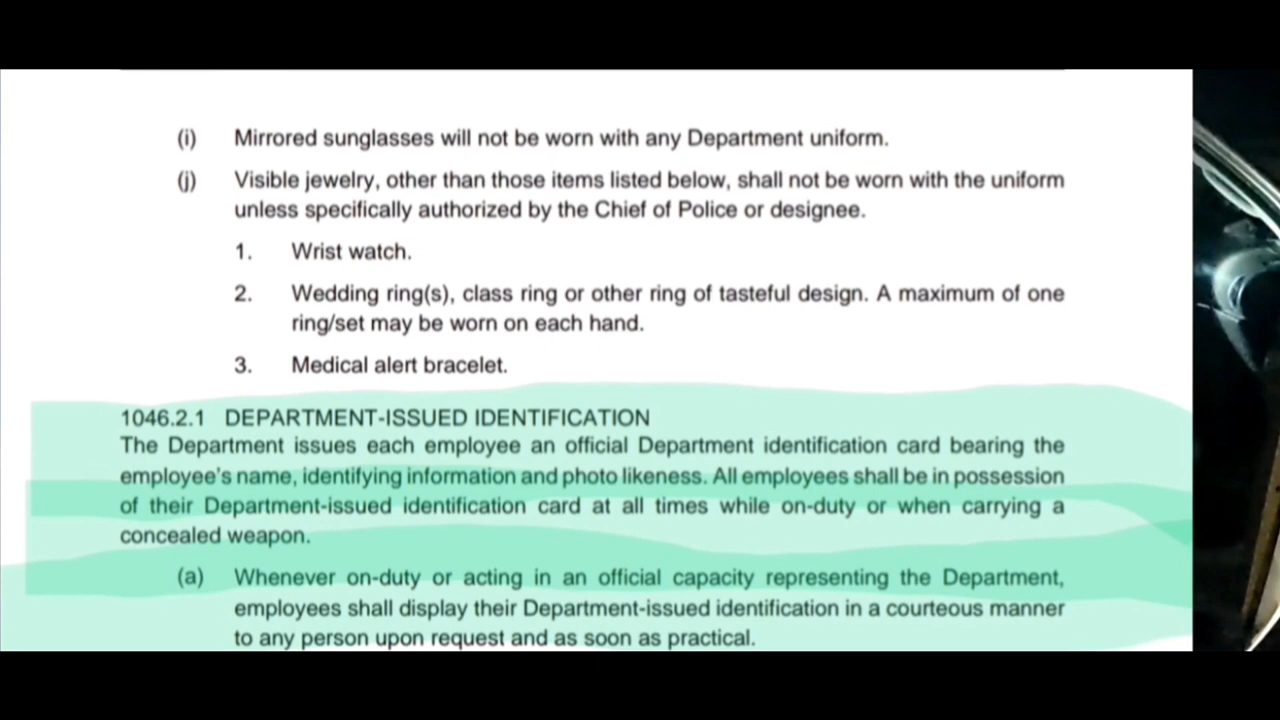 (i) Mirrored sunglasses will not be worn with any Department uniform.
(j) Visible jewelry, other than those items listed below, shall not be worn with the uniform
unless specifically authorized by the Chief of Police or designee.
1. Wrist watch.
2. Wedding ring(s), class ring or other ring of tasteful design. A maximum of one
ring/set may be worn on each hand.
3. Medical alert bracelet.
1046.2.1 DEPARTMENT-ISSUED IDENTIFICATION
The Department issues each employee an official Department identification card bearing the
employee's name, identifying information and photo likeness. All employees shall be in possession
of their Department-issued identification card at all times while on-duty or when carrying a
concealed weapon.
(a) Whenever on-duty or acting in an official capacity representing the Department,
employees shall display their Department-issued identification in a courteous manner
to any person upon request and as soon as practical.